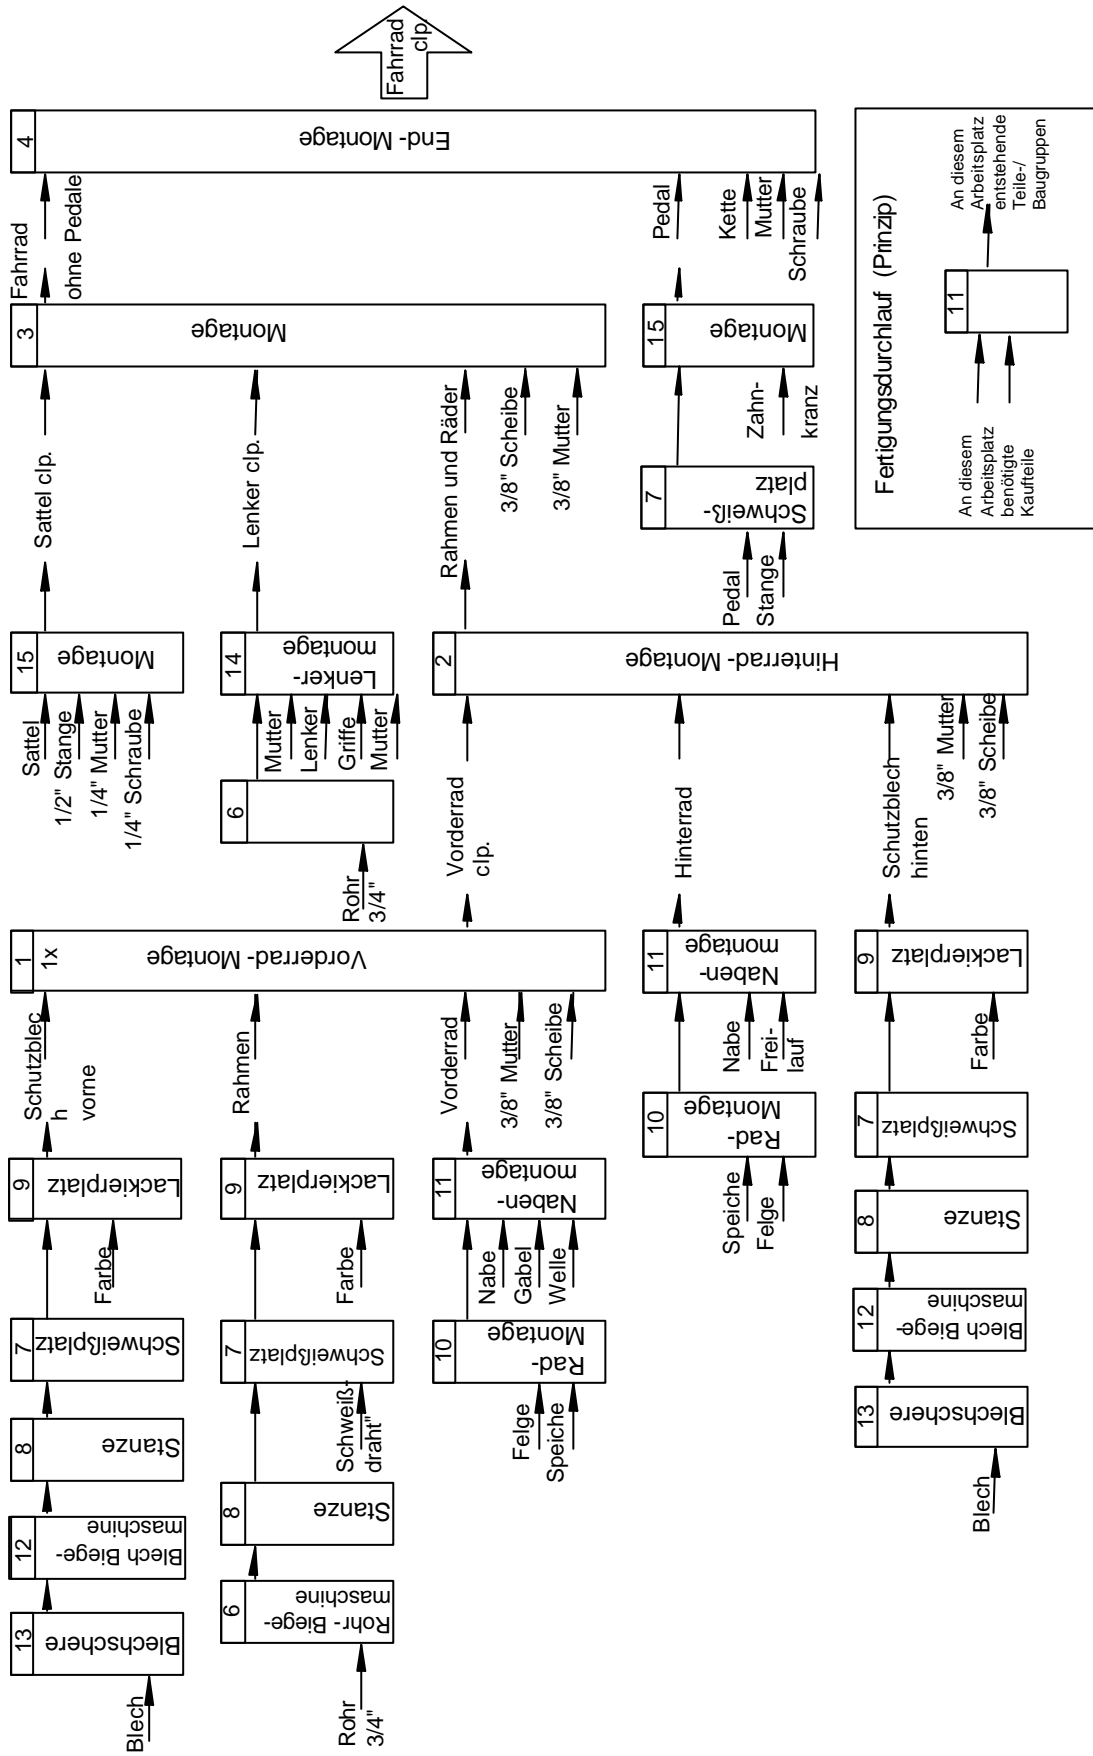 13
Blechschere
Blech
12
Blech Biege-
maschine
8
Stanze
7
Schweißplatz
9
Lackierplatz
Farbe
Schutzblec
h
vorne
6
Rohr - Biege-
maschine
Rohr
3/4"
8
Stanze
7
Schweißplatz
Schweiß-
draht"
9
Lackierplatz
Farbe
Rahmen
10
Rad-
Montage
Felge
Speiche
11
Naben-
montage
Nabe
Gabel
Welle
Vorderrad
3/8" Mutter
3/8" Scheibe
1
1x
Vorderrad - Montage
Vorderrad
clp.
10
Rad-
Montage
Speiche
Felge
11
Naben-
montage
Nabe
Frei-
lauf
Hinterrad
13
Blechschere
Blech
12
Blech Biege-
maschine
8
Stanze
7
Schweißplatz
9
Lackierplatz
Farbe
Schutzblech
hinten
3/8" Mutter
3/8" Scheibe
2
Hinterrad - Montage
Rahmen und Räder
Sattel
1/2" Stange
1/4" Mutter
1/4" Schraube
15
Montage
Sattel clp.
Rohr
3/4"
6
Mutter
Lenker
Griffe
Mutter
14
Lenker-
montage
Lenker clp.
3/8" Scheibe
3/8" Mutter
3
Montage
Fahrrad
ohne Pedale
Pedal
Stange
7
Schweiß-
platz
Zahn-
kranz
15
Montage
Pedal
Kette
Mutter
Schraube
4
End - Montage
Fahrrad
clp.
Fertigungsdurchlauf (Prinzip)
An diesem
Arbeitsplatz
benötigte
Kaufteile
11
An diesem
Arbeitsplatz
entstehende
Teile-/
Baugruppen